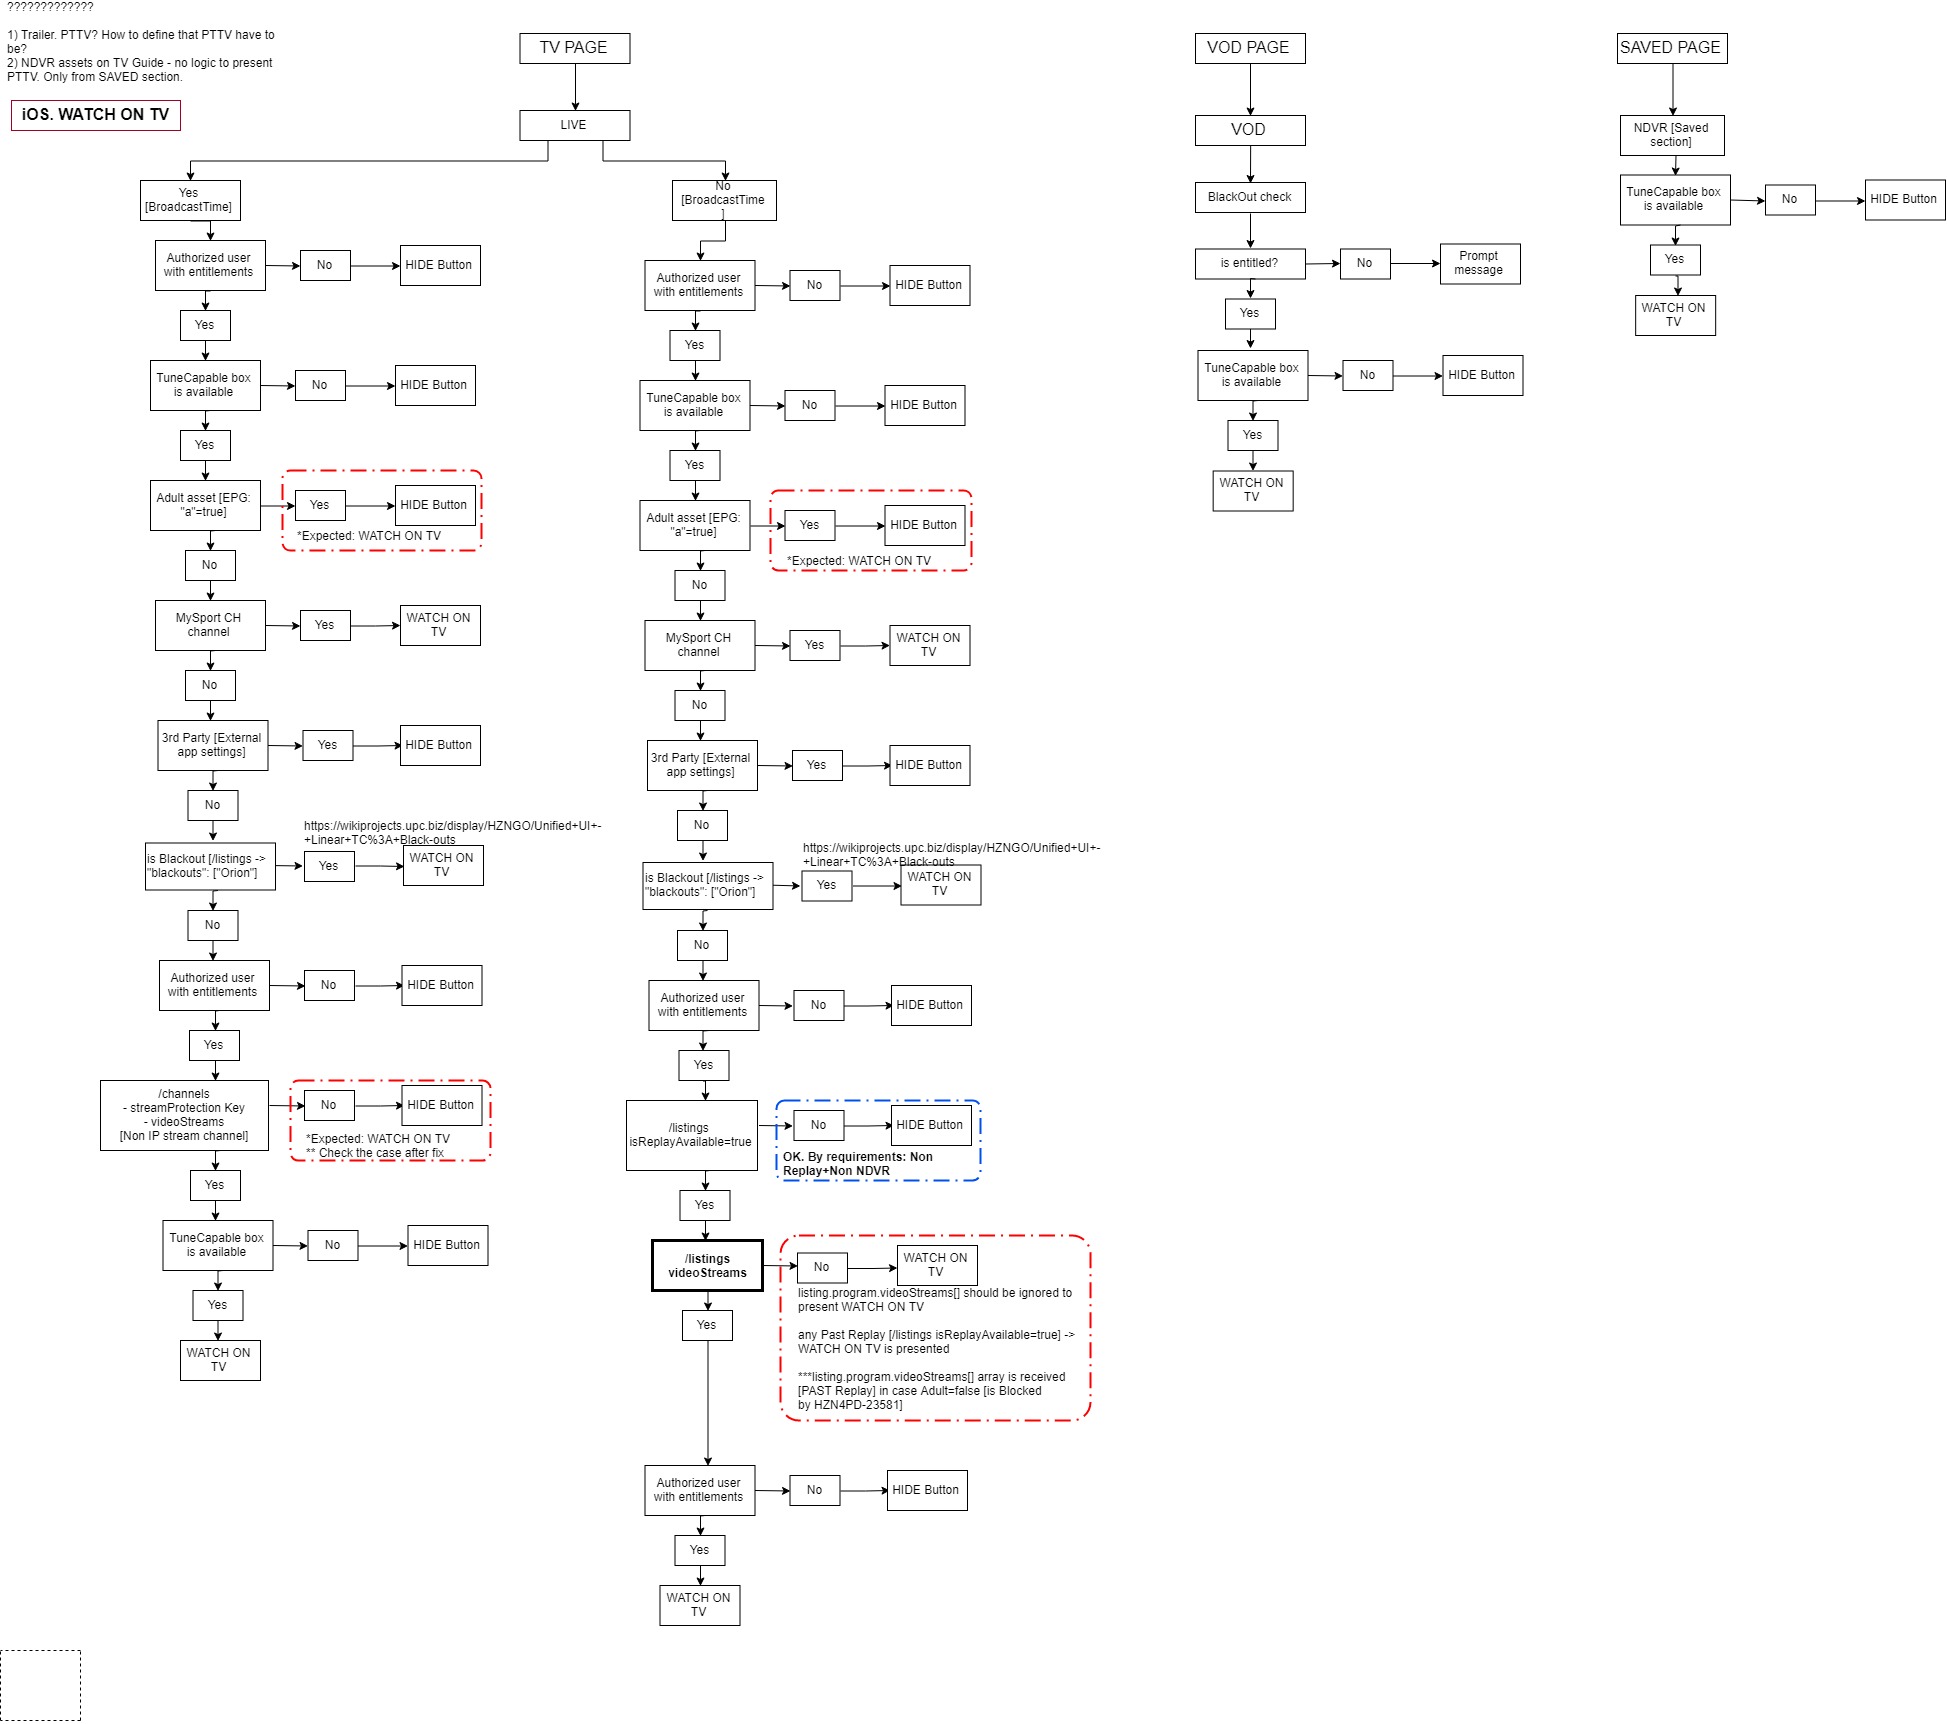 ?????????????
1) Trailer. PTTV? How to define that PTTV have to
be?
2) NDVR assets on TV Guide - no logic to present
PTTV. Only from SAVED section.
iOS. WATCH ON TV
TV PAGE
LIVE
Yes
[BroadcastTime]
Authorized user
with entitlements
No
HIDE Button
Yes
TuneCapable box
is available
No
HIDE Button
Yes
Adult asset [EPG:
"a"=true]
Yes
HIDE Button
*Expected: WATCH ON TV
No
MySport CH
channel
Yes
WATCH ON
TV
No
3rd Party [External
app settings]
Yes
HIDE Button
No
https://wikiprojects.upc.biz/display/HZNGO/Unified+UI+-
+Linear+TC%3A+Black-outs
is Blackout [/listings ->
"blackouts": ["Orion"]
Yes
WATCH ON
TV
No
Authorized user
with entitlements
No
HIDE Button
Yes
/channels
- streamProtection Key
- videoStreams
[Non IP stream channel]
No
HIDE Button
*Expected: WATCH ON TV
** Check the case after fix
Yes
TuneCapable box
is available
No
HIDE Button
Yes
WATCH ON
TV
No
[BroadcastTime
]
Authorized user
with entitlements
No
HIDE Button
Yes
TuneCapable box
is available
No
HIDE Button
Yes
Adult asset [EPG:
"a"=true]
Yes
HIDE Button
*Expected: WATCH ON TV
No
MySport CH
channel
Yes
WATCH ON
TV
No
3rd Party [External
app settings]
Yes
HIDE Button
No
https://wikiprojects.upc.biz/display/HZNGO/Unified+UI+-
+Linear+TC%3A+Black-outs
is Blackout [/listings ->
"blackouts": ["Orion"]
Yes
WATCH ON
TV
No
Authorized user
with entitlements
No
HIDE Button
Yes
/listings
isReplayAvailable=true
No
HIDE Button
OK. By requirements: Non
Replay+Non NDVR
Yes
/listings
videoStreams
No
WATCH ON
TV
listing.program.videoStreams[] should be ignored to
present WATCH ON TV
any Past Replay [/listings isReplayAvailable=true] ->
WATCH ON TV is presented
***listing.program.videoStreams[] array is received
[PAST Replay] in case Adult=false [is Blocked
by HZN4PD-23581]
Yes
Authorized user
with entitlements
No
HIDE Button
Yes
WATCH ON
TV
VOD PAGE
VOD
BlackOut check
is entitled?
No
Prompt
message
Yes
TuneCapable box
is available
No
HIDE Button
Yes
WATCH ON
TV
SAVED PAGE
NDVR [Saved
section]
TuneCapable box
is available
No
HIDE Button
Yes
WATCH ON
TV